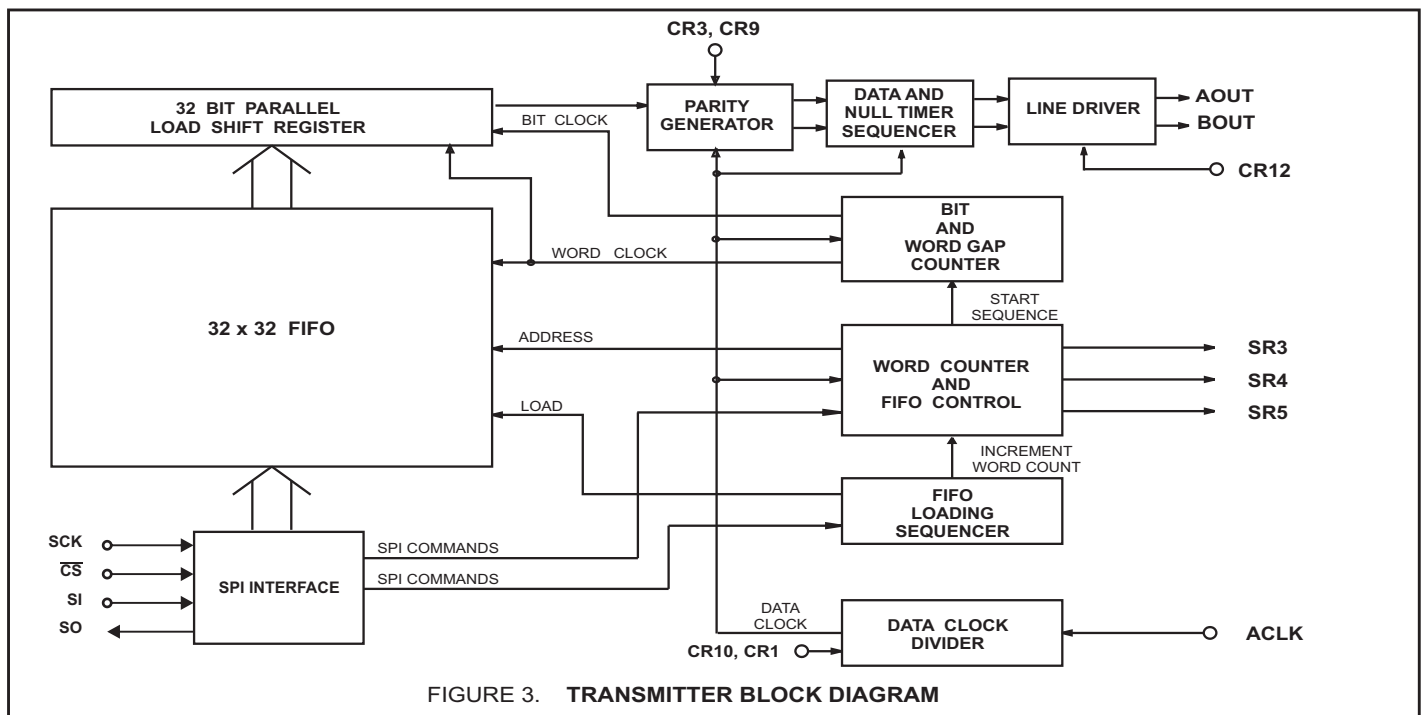 CR3, CR9
32 BIT PARALLEL
LOAD SHIFT REGISTER
BIT CLOCK
PARITY
GENERATOR
DATA AND
NULL TIMER
SEQUENCER
LINE DRIVER
AOUT
BOUT
CR12
BIT
AND
WORD GAP
COUNTER
WORD CLOCK
START
SEQUENCE
32 x 32 FIFO
ADDRESS
WORD COUNTER
AND
FIFO CONTROL
SR3
SR4
SR5
LOAD
INCREMENT
WORD COUNT
FIFO
LOADING
SEQUENCER
SCK
CS
SI
SO
SPI INTERFACE
SPI COMMANDS
SPI COMMANDS
DATA
CLOCK
DATA CLOCK
DIVIDER
ACLK
CR10, CR1
FIGURE 3. TRANSMITTER BLOCK DIAGRAM